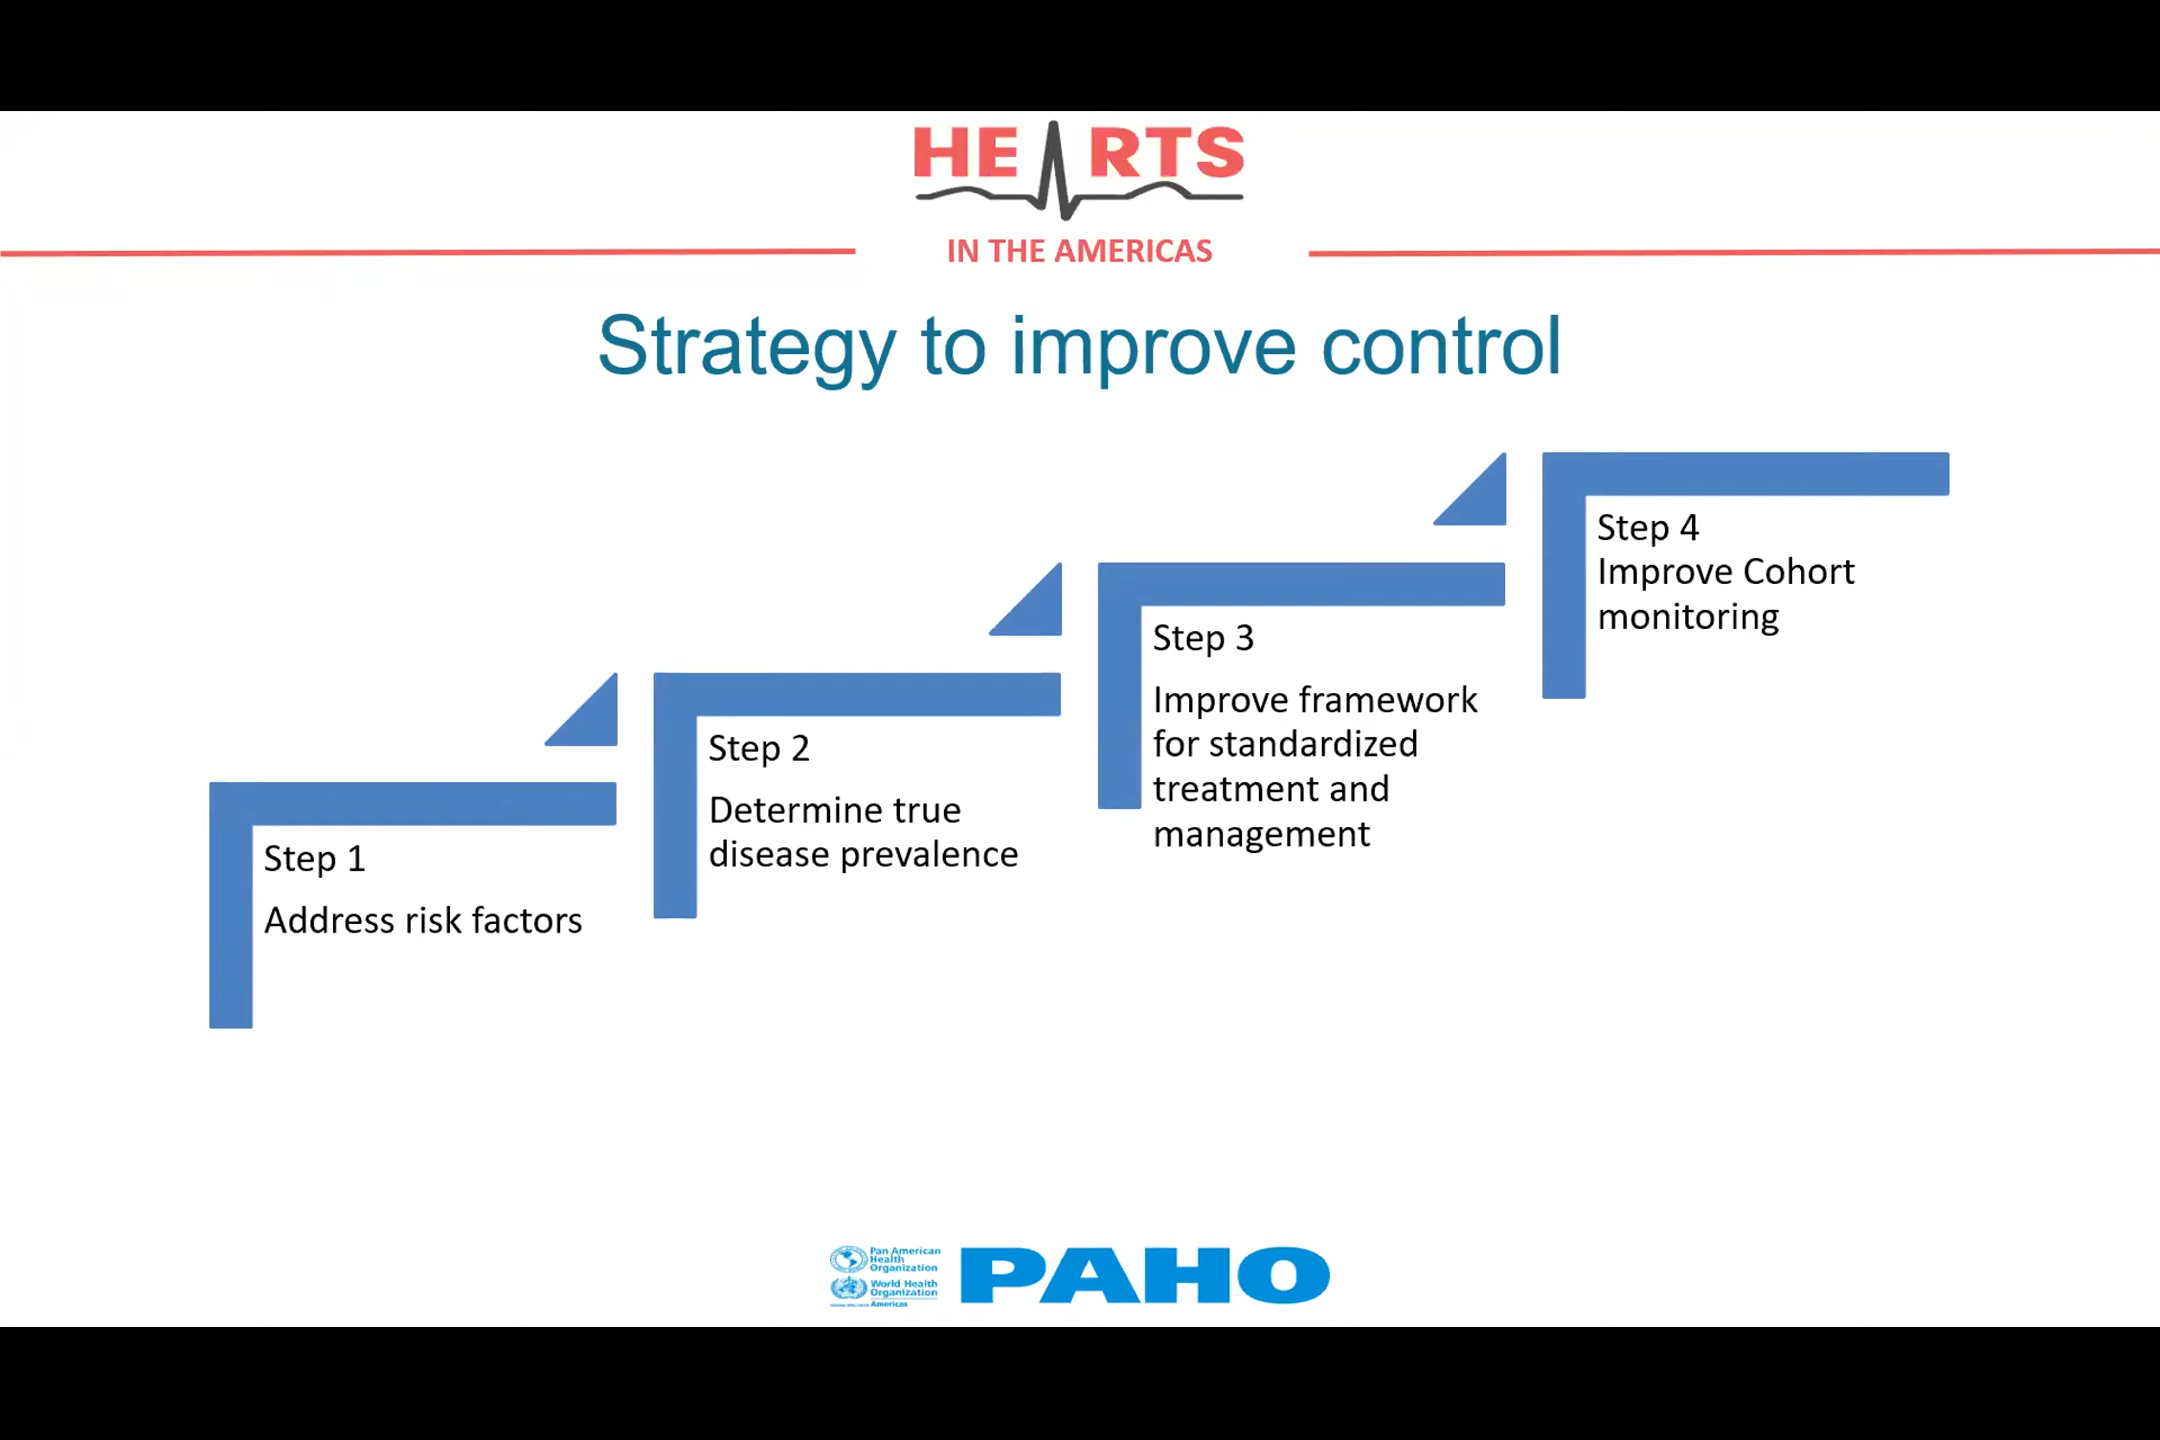 HEARTS
IN THE AMERICAS
Strategy to improve control
Step 1
Address risk factors
Step 2
Determine true
disease prevalence
Step 3
Improve framework
for standardized
treatment and
management
Step 4
Improve Cohort
monitoring
Pan American
Health
Organization
World Health
Organization
Americas
PAHO